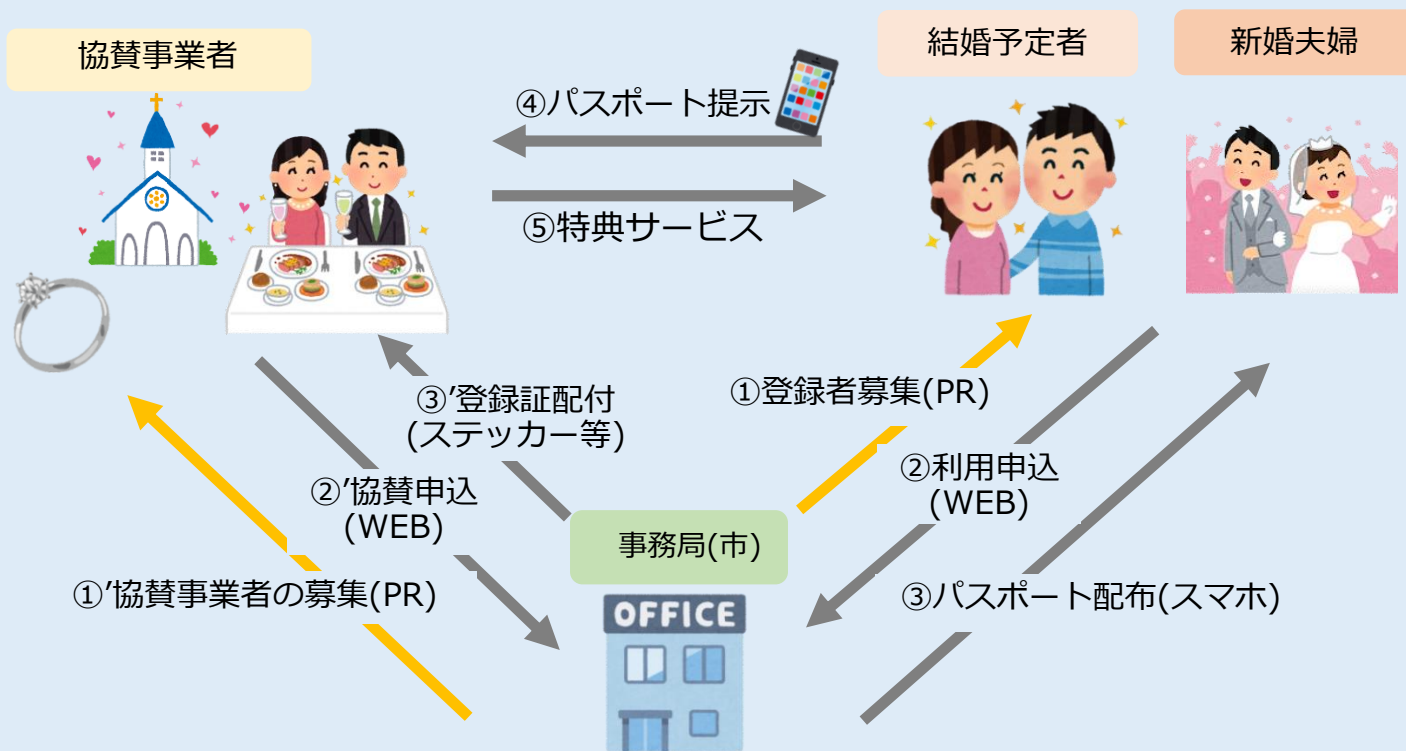 協賛事業者
結婚予定者
新婚夫婦
④パスポート提示
⑤特典サービス
③’登録証配付
(ステッカー等)
①登録者募集(PR)
②’協賛申込
(WEB)
②利用申込
(WEB)
事務局(市)
①’協賛事業者の募集(PR)
③パスポート配布(スマホ)
OFFICE